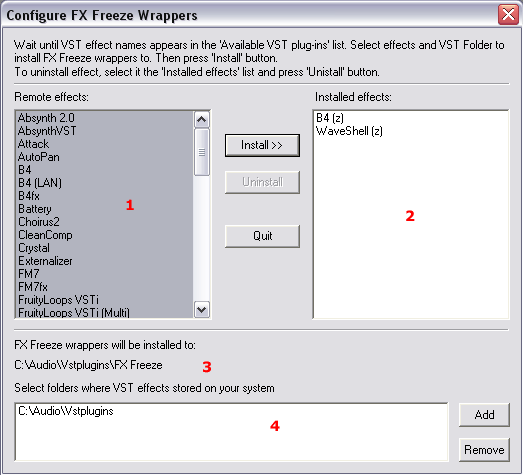 Configure FX Freeze Wrappers
Wait until VST effect names appears in the 'Available VST plug-ins' list. Select effects and VST Folder to
install FX Freeze wrappers to. Then press 'Install' button.
To uninstall effect, select it the 'Installed effects' list and press 'Unistall' button.
Remote effects:
Absynth 2.0
AbsynthVST
Attack
AutoPan
B4
B4 (LAN)
B4fx
Battery
Choirus2
CleanComp
Crystal
Externalizer
FM7
FM7fx
FruityLoops VSTi
FruityLoops VSTi (Multi)
1
Install >>
Uninstall
Quit
Installed effects:
B4 (z)
WaveShell (z)
2
FX Freeze wrappers will be installed to:
C:\Audio\Vstplugins\FX Freeze
3
Select folders where VST effects stored on your system
C:\Audio\Vstplugins
4
Add
Remove